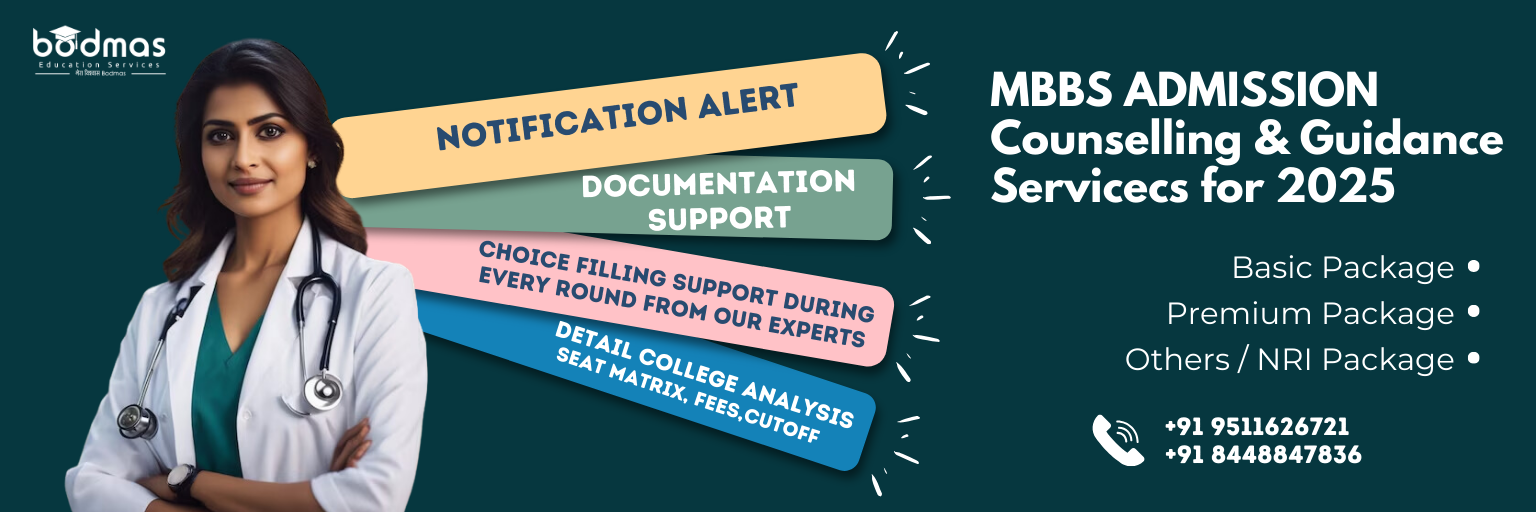 bodmas
Education Services
मेरा विश्वास Bodmas
NOTIFICATION ALERT
DOCUMENTATION
SUPPORT
CHOICE FILLING SUPPORT DURING
EVERY ROUND FROM OUR EXPERTS
DETAIL COLLEGE ANALYSIS
SEAT MATRIX, FEES,CUTOFF
MBBS ADMISSION
Counselling & Guidance
Servicecs for 2025
Basic Package •
Premium Package •
Others / NRI Package •
+91 9511626721
+91 8448847836